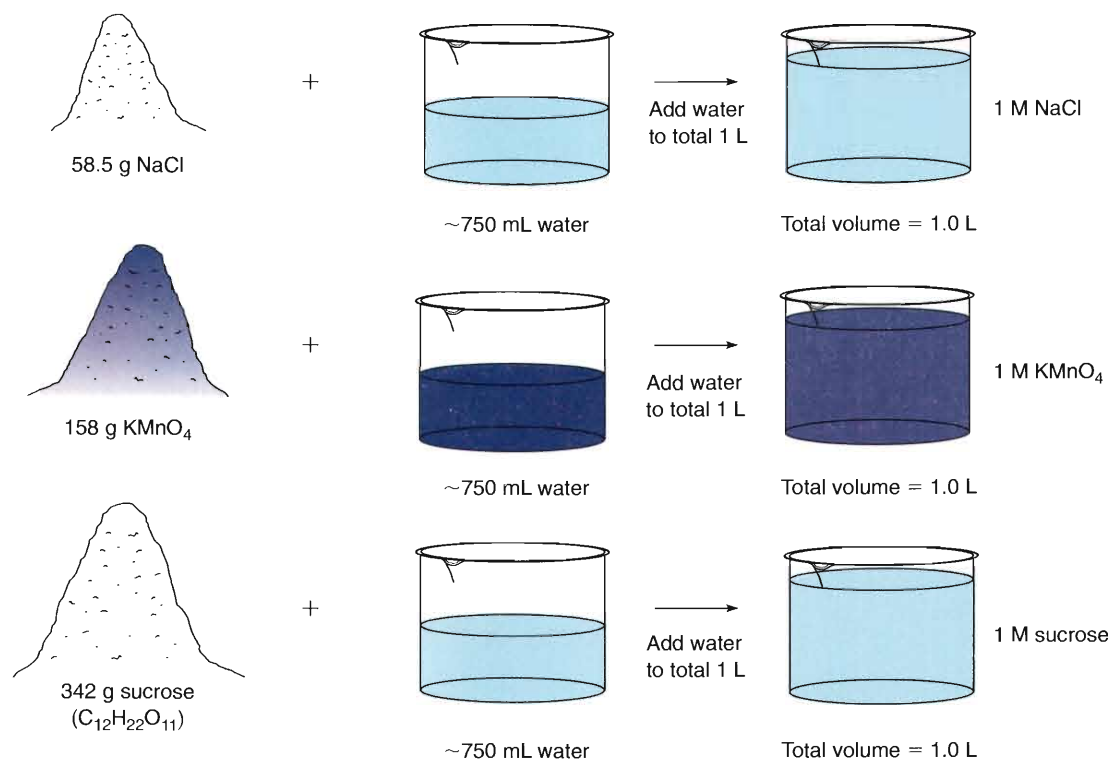 58.5 g NaCl
+
~750 mL water
Add water
to total 1 L
Total volume = 1.0 L
1 M NaCl
158 g KMnO₄
+
~750 mL water
Add water
to total 1 L
Total volume = 1.0 L
1 M KMnO₄
342 g sucrose
(C₁₂H₂₂O₁₁)
+
~750 mL water
Add water
to total 1 L
Total volume = 1.0 L
1 M sucrose